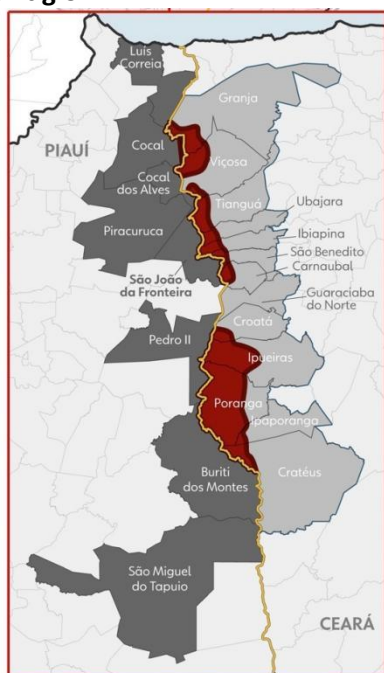 Luís
Correia
Granja
PIAUÍ
Cocal
Viçosa
Cocal
dos Alves
Tianguá
Ubajara
Piracuruca
Ibiapina
São Benedito
Carnaubal
São João
da Fronteira
Guaraciaba
do Norte
Croatá
Pedro II
Ipueiras
Poranga
Ipaporanga
Buriti
dos Montes
Cratéus
São Miguel
do Tapuio
CEARÁ